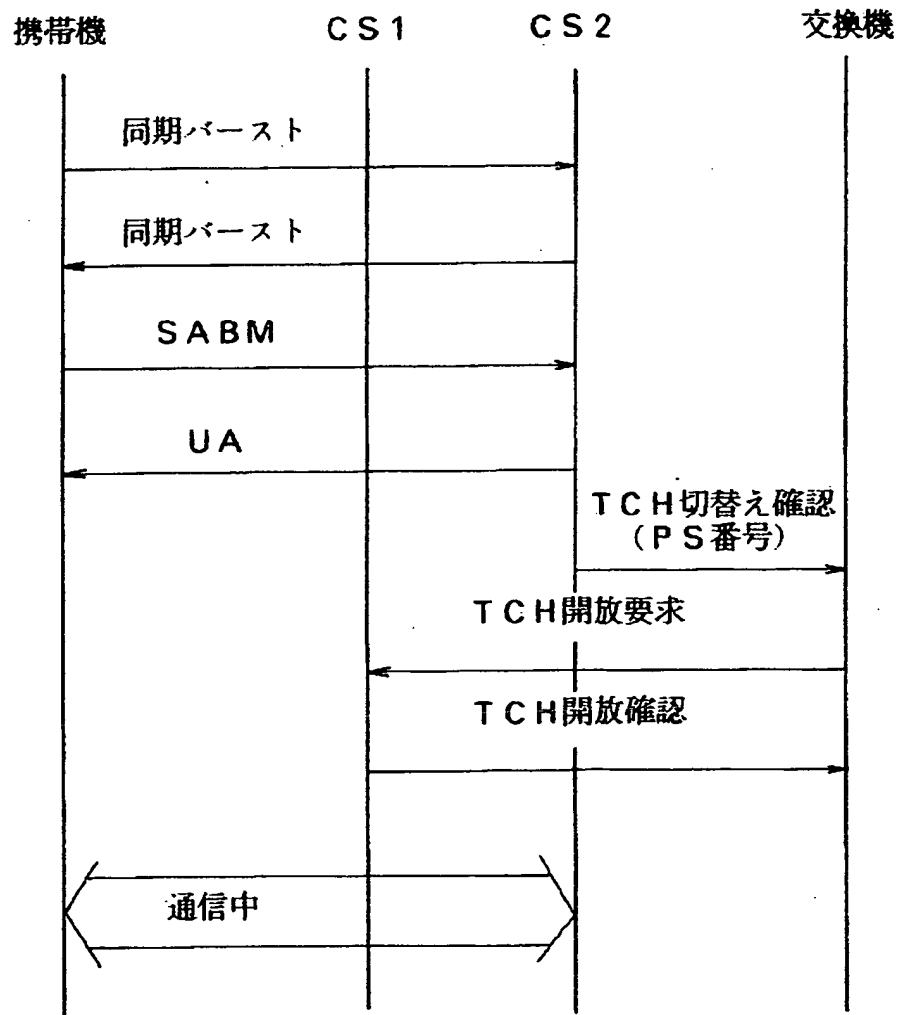 携帯機 CS1 CS2 交換機
同期バースト
同期バースト
SABM
UA
TCH切替え確認
(PS番号)
TCH開放要求
TCH開放確認
通信中